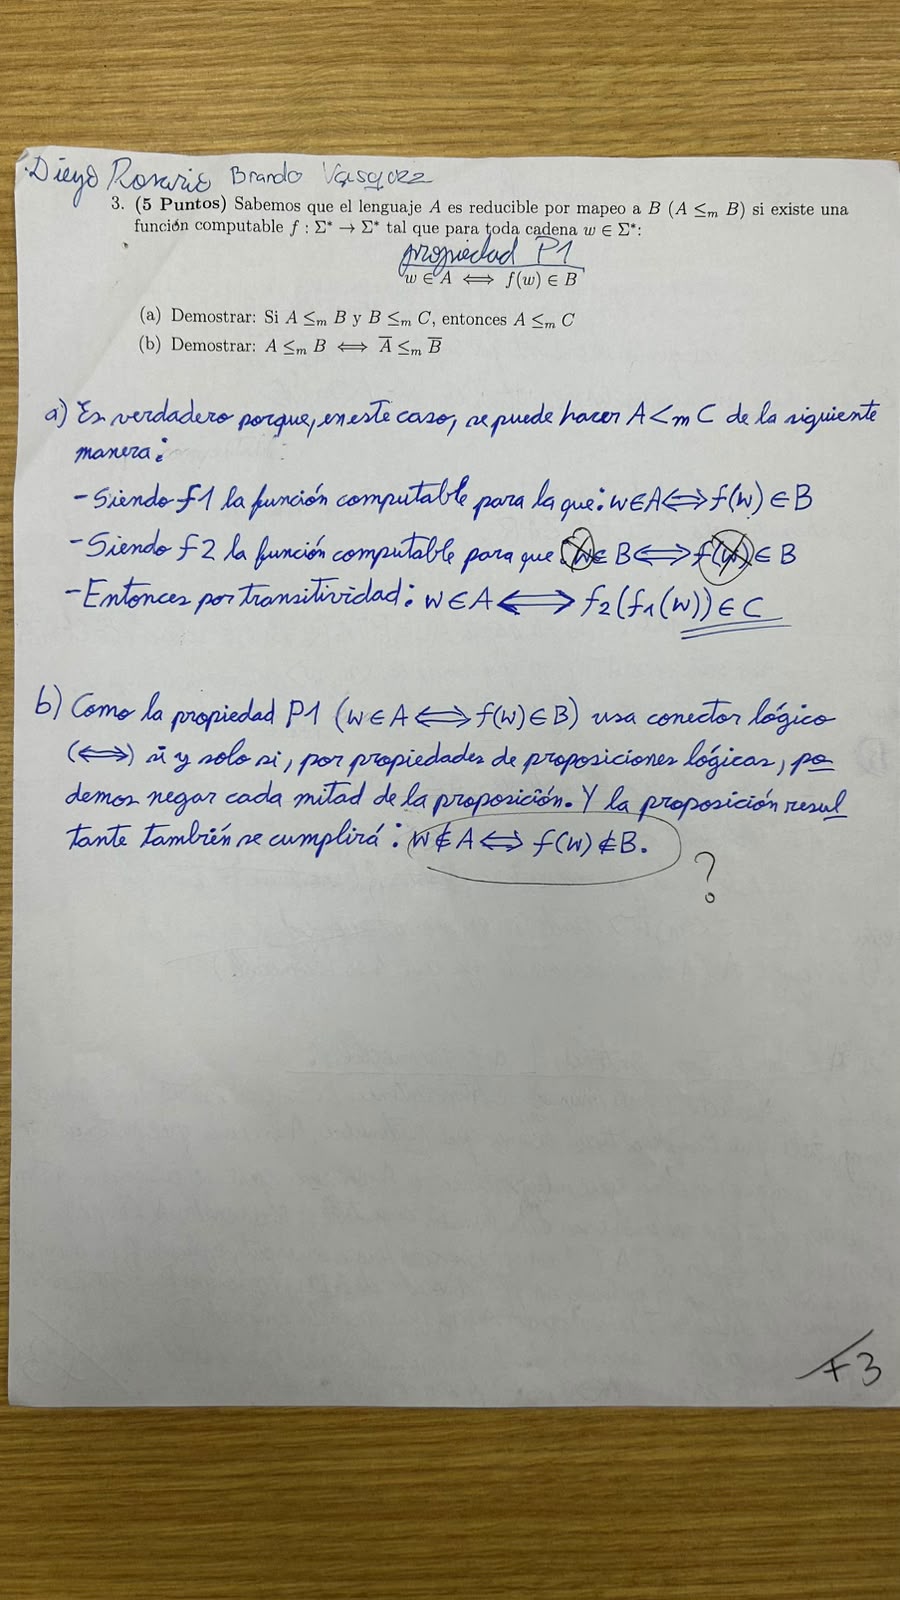 Diego Rosario Brando Vasquez
3. (5 Puntos) Sabemos que el lenguaje A es reducible por mapeo a B (A ≤ₘ B) si existe una
función computable f : Σ* → Σ* tal que para toda cadena w ∈ Σ*:
propiedad P1
w ∈ A ⟺ f(w) ∈ B
(a) Demostrar: Si A ≤ₘ B y B ≤ₘ C, entonces A ≤ₘ C
(b) Demostrar: A ≤ₘ B ⟺ A̅ ≤ₘ B̅
a) Es verdadero porque, en este caso, se puede hacer A <ₘ C de la siguiente
manera:
- Siendo f1 la función computable para la que: w∈A⟺f(w)∈B
- Siendo f2 la función computable para que w∈B⟺f(w)∈B
- Entonces por transitividad: w∈A⟺f₂(f₁(w))∈C
b) Como la propiedad P1 (w∈A⟺f(w)∈B) usa conector lógico
(⟺) si y solo si, por propiedades de proposiciones lógicas, po
demos negar cada mitad de la proposición. Y la proposición resul
tante también se cumplirá: w∉A⟺f(w)∉B.
?
+3